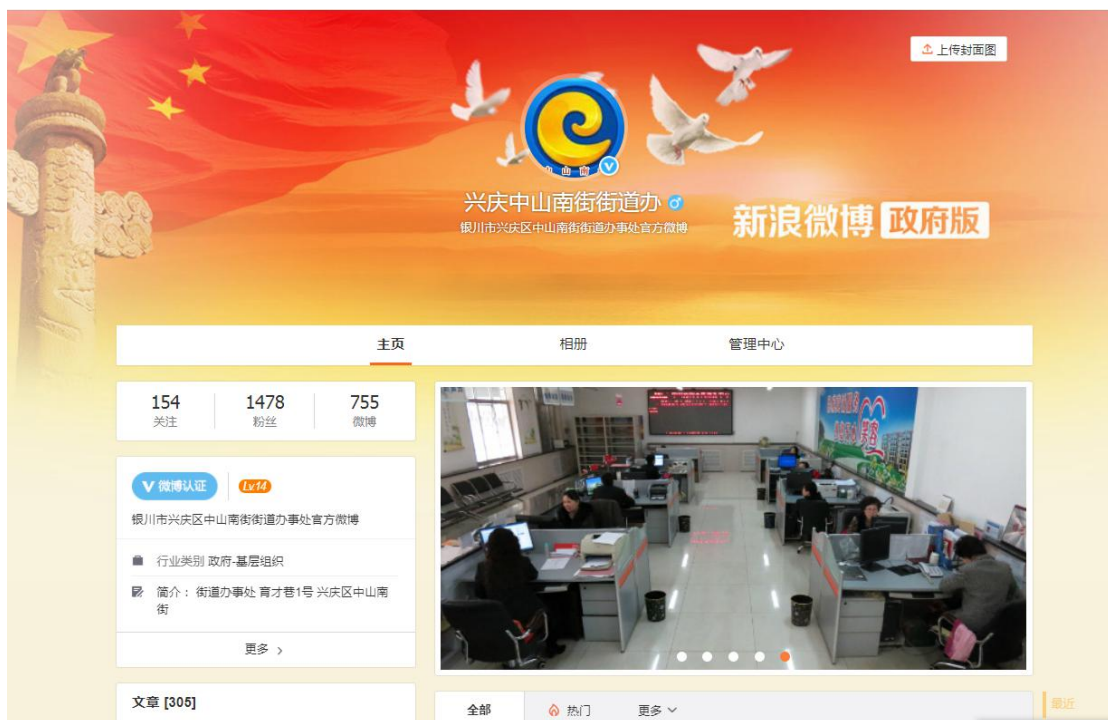 上传封面图
中山南
兴庆中山南街街道办
银川市兴庆区中山南街街道办事处官方微博
新浪微博 政府版
主页 相册 管理中心
154 1478 755
关注 粉丝 微博
V 微博认证 Lv14
银川市兴庆区中山南街街道办事处官方微博
行业类别 政府-基层组织
简介： 街道办事处 育才巷1号 兴庆区中山南
街
更多 >
文章 [305]
全部 热门 更多
最近